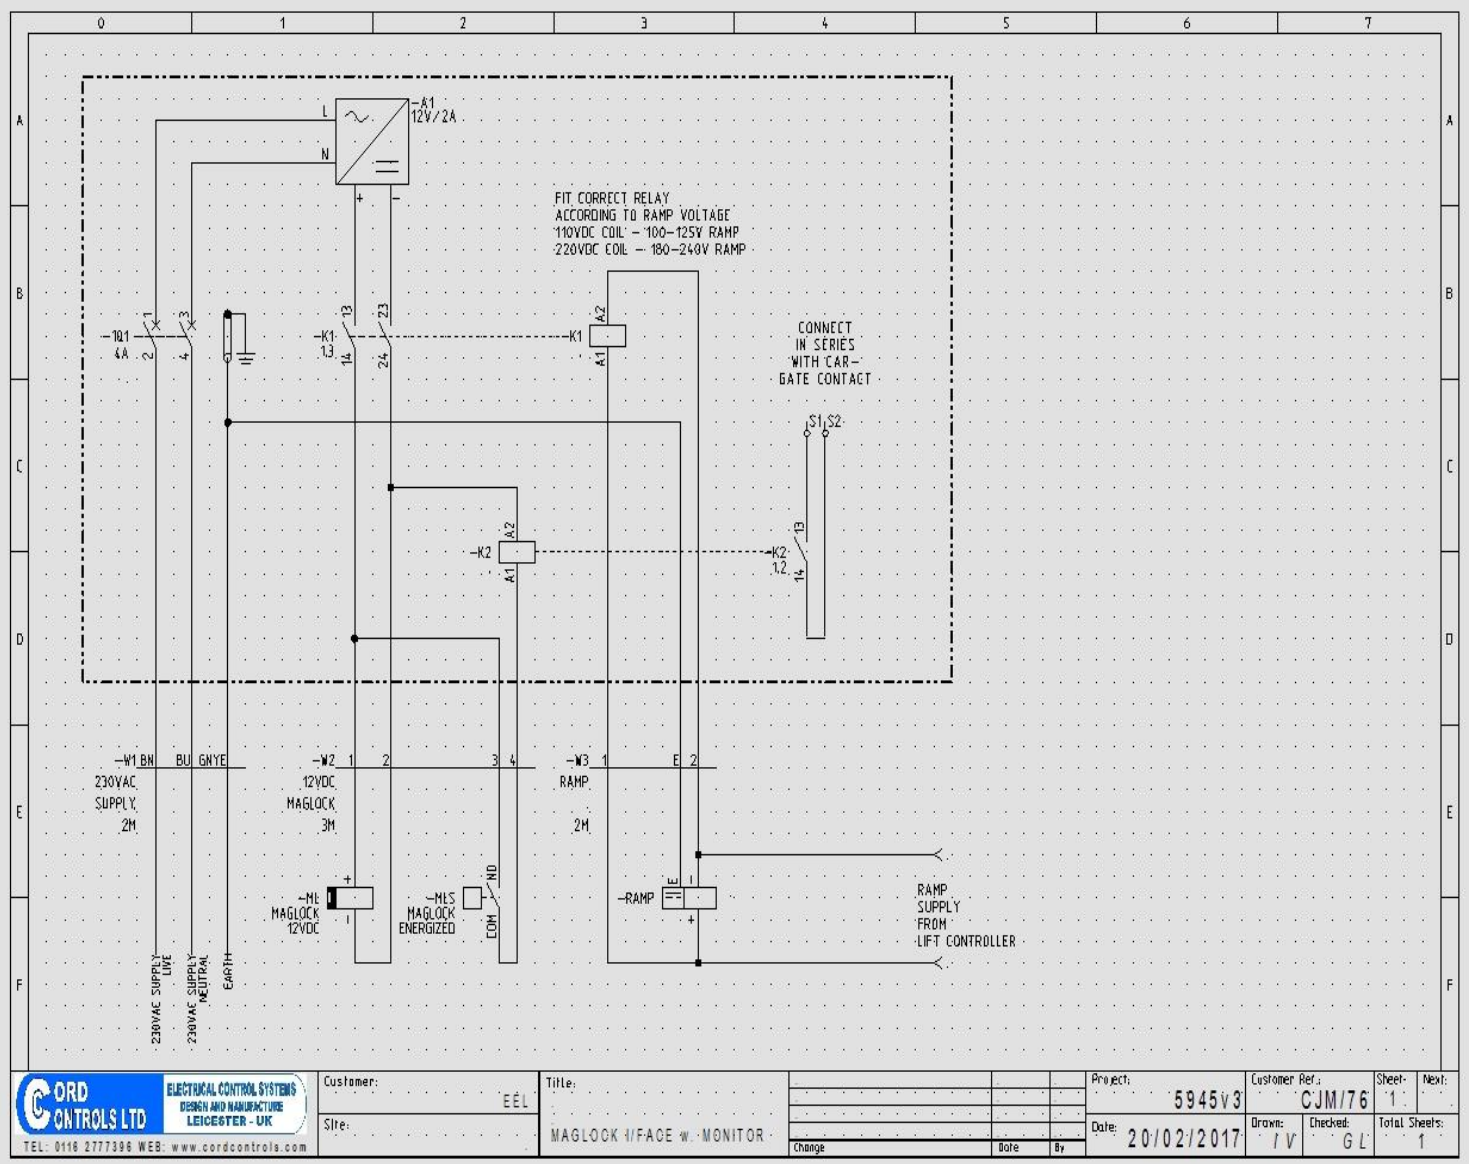 0 1 2 3 4 5 6 7
A
B
C
D
E
F
A
B
C
D
E
F
L
N
-A1
12V/2A
+ -
FIT CORRECT RELAY
ACCORDING TO RAMP VOLTAGE
110VDC COIL - 100-125V RAMP
220VDC COIL - 180-240V RAMP
-1Q1
4A
1
2
3
4
-K1
1,3
13
14
23
24
-K1
A2
A1
CONNECT
IN SERIES
WITH CAR-
GATE CONTACT
S1 S2
-K2
A2
A1
-K2
1,2
13
14
-W1 BN BU GNYE
230VAC
SUPPLY
2M
-W2 1 2 3 4
12VDC
MAGLOCK
3M
-W3 1 E 2
RAMP
2M
-ML
MAGLOCK
12VDC
+
-
-MLS
MAGLOCK
ENERGIZED
NO
COM
-RAMP
E -
+
RAMP
SUPPLY
FROM
LIFT CONTROLLER
230VAC SUPPLY
LIVE
230VAC SUPPLY
NEUTRAL
EARTH
CORD
CONTROLS LTD
ELECTRICAL CONTROL SYSTEMS
DESIGN AND MANUFACTURE
LEICESTER - UK
TEL: 0116 2777396 WEB: www.cordcontrols.com
Customer:
EEL
Site:
Title:
MAGLOCK I/FACE w. MONITOR
Change Date By
Project:
5945v3
Customer Ref.:
CJM/76
Sheet-
1
Next:
Date:
20/02/2017
Drawn:
IV
Checked:
GL
Total Sheets:
1